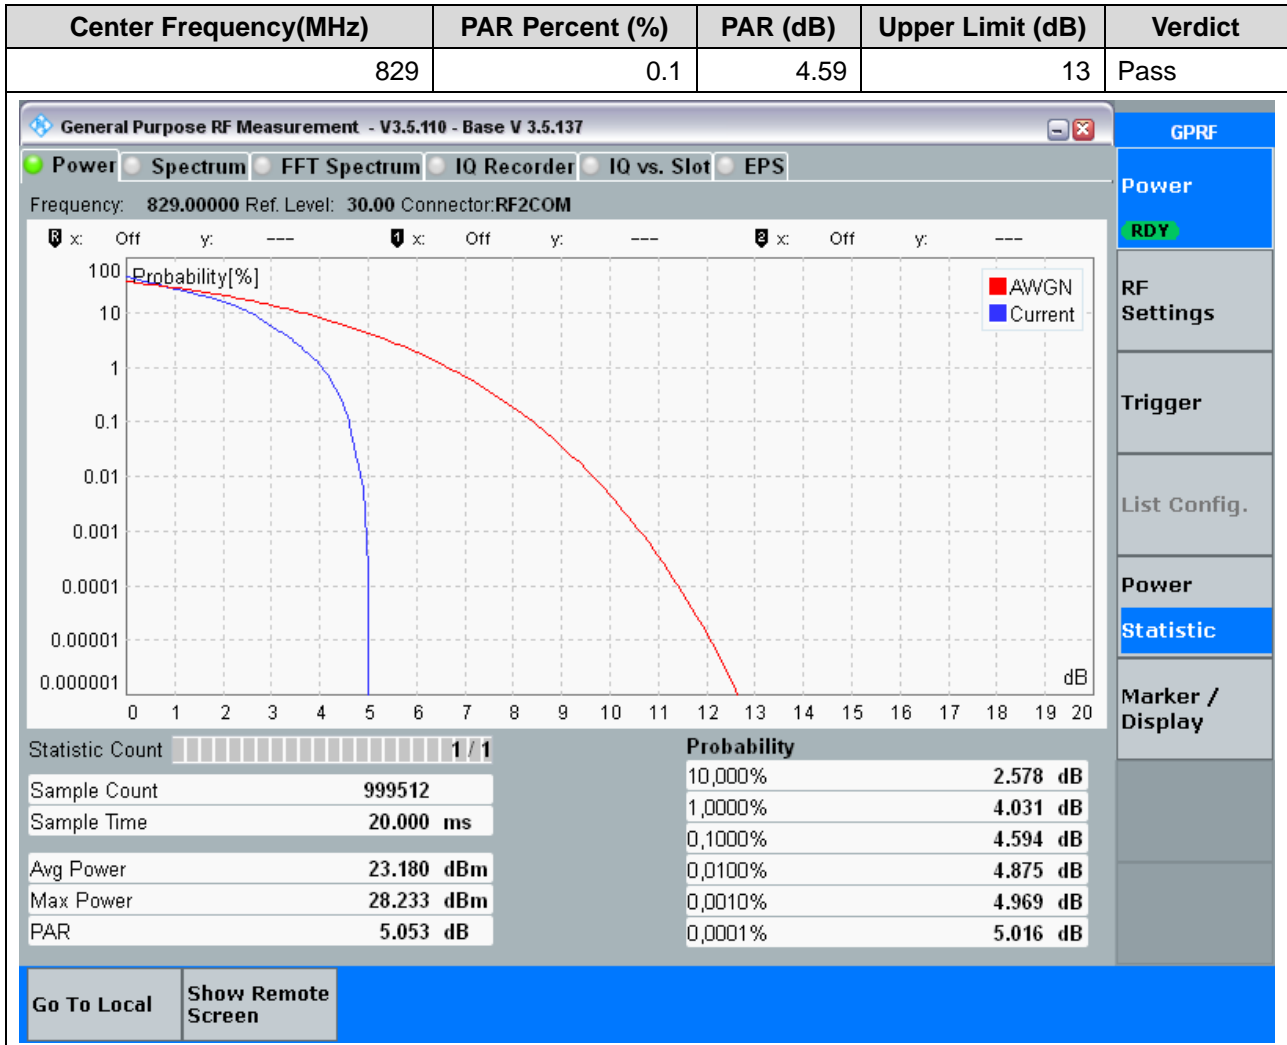 Center Frequency(MHz) PAR Percent (%) PAR (dB) Upper Limit (dB) Verdict
829 0.1 4.59 13 Pass
General Purpose RF Measurement - V3.5.110 - Base V 3.5.137
GPRF
Power Spectrum FFT Spectrum IQ Recorder IQ vs. Slot EPS
Power
RDY
Frequency: 829.00000 Ref. Level: 30.00 Connector:RF2COM
R x: Off y: --- 1 x: Off y: --- 2 x: Off y: ---
Probability[%]
AWGN
Current
100
10
1
0.1
0.01
0.001
0.0001
0.00001
0.000001
dB
0 1 2 3 4 5 6 7 8 9 10 11 12 13 14 15 16 17 18 19 20
RF
Settings
Trigger
List Config.
Power
Statistic
Marker /
Display
Statistic Count 1 / 1
Sample Count 999512
Sample Time 20.000 ms
Avg Power 23.180 dBm
Max Power 28.233 dBm
PAR 5.053 dB
Probability
10,000% 2.578 dB
1,0000% 4.031 dB
0,1000% 4.594 dB
0,0100% 4.875 dB
0,0010% 4.969 dB
0,0001% 5.016 dB
Go To Local
Show Remote
Screen